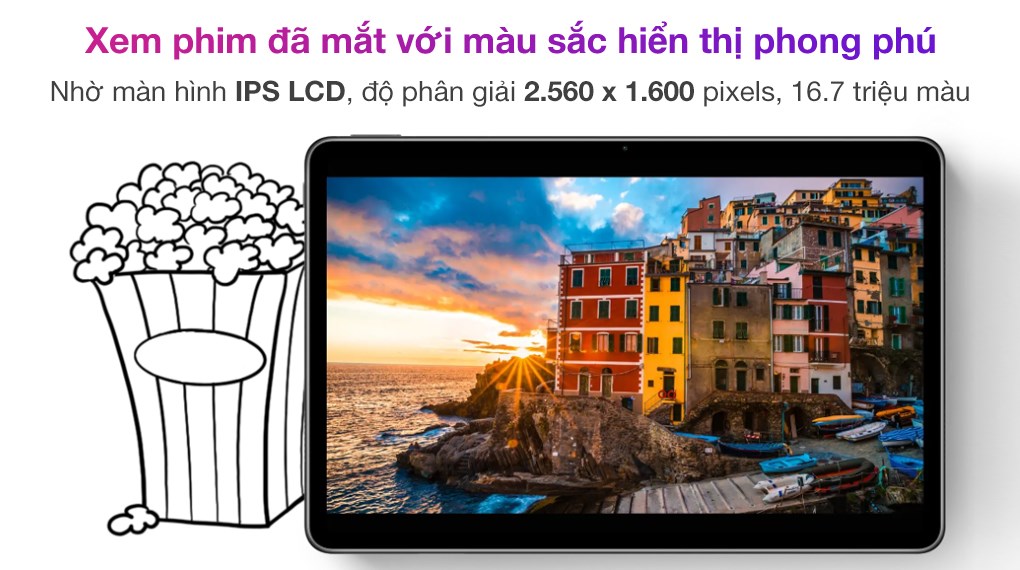 Xem phim đã mắt với màu sắc hiển thị phong phú
Nhờ màn hình IPS LCD, độ phân giải 2.560 x 1.600 pixels, 16.7 triệu màu